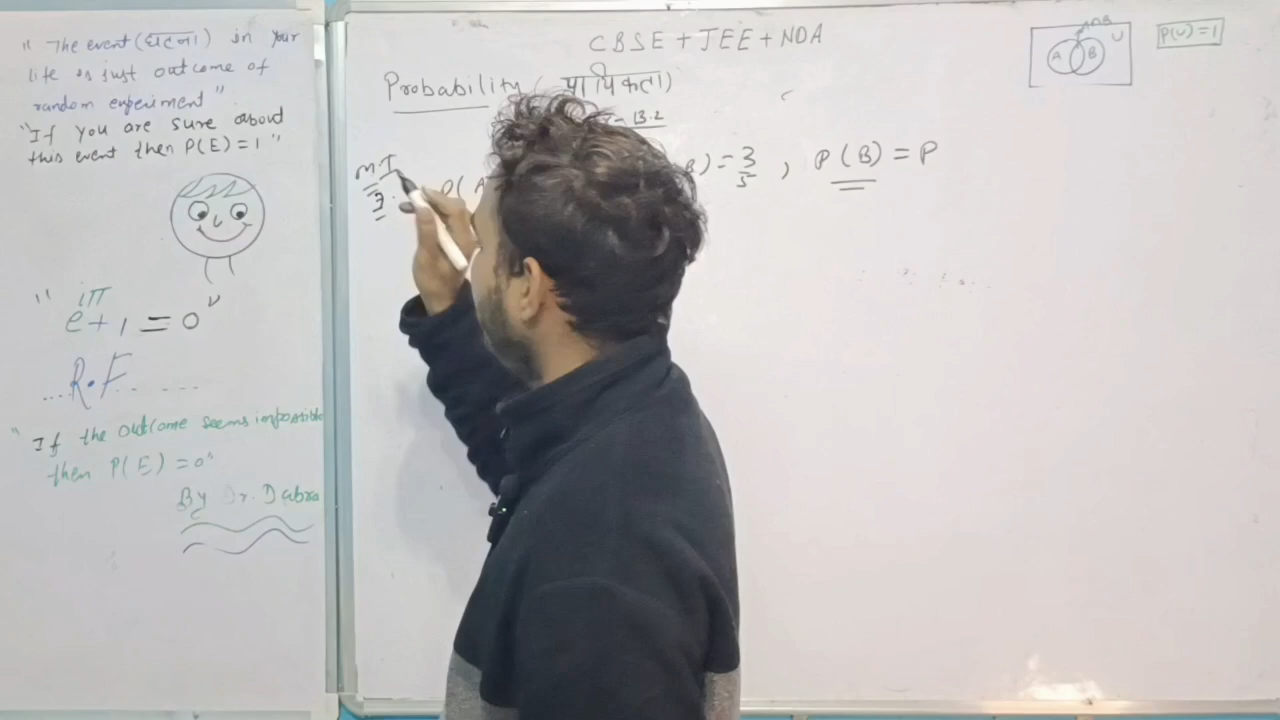 " The event (घटना) in your
life is just outcome of
random experiment "
" If you are sure about
this event then P(E) = 1 "
" e^iπ + 1 = 0 "
... R.F. .....
" If the outcome seems impossible
then P(E) = 0 "
By Dr. Dabra
CBSE + JEE + NDA
Probability (प्रायिकता)
13.2
M.I
3. P(A B) = 3/5 , P(B) = P
A B U
A∩B
P(U) = 1